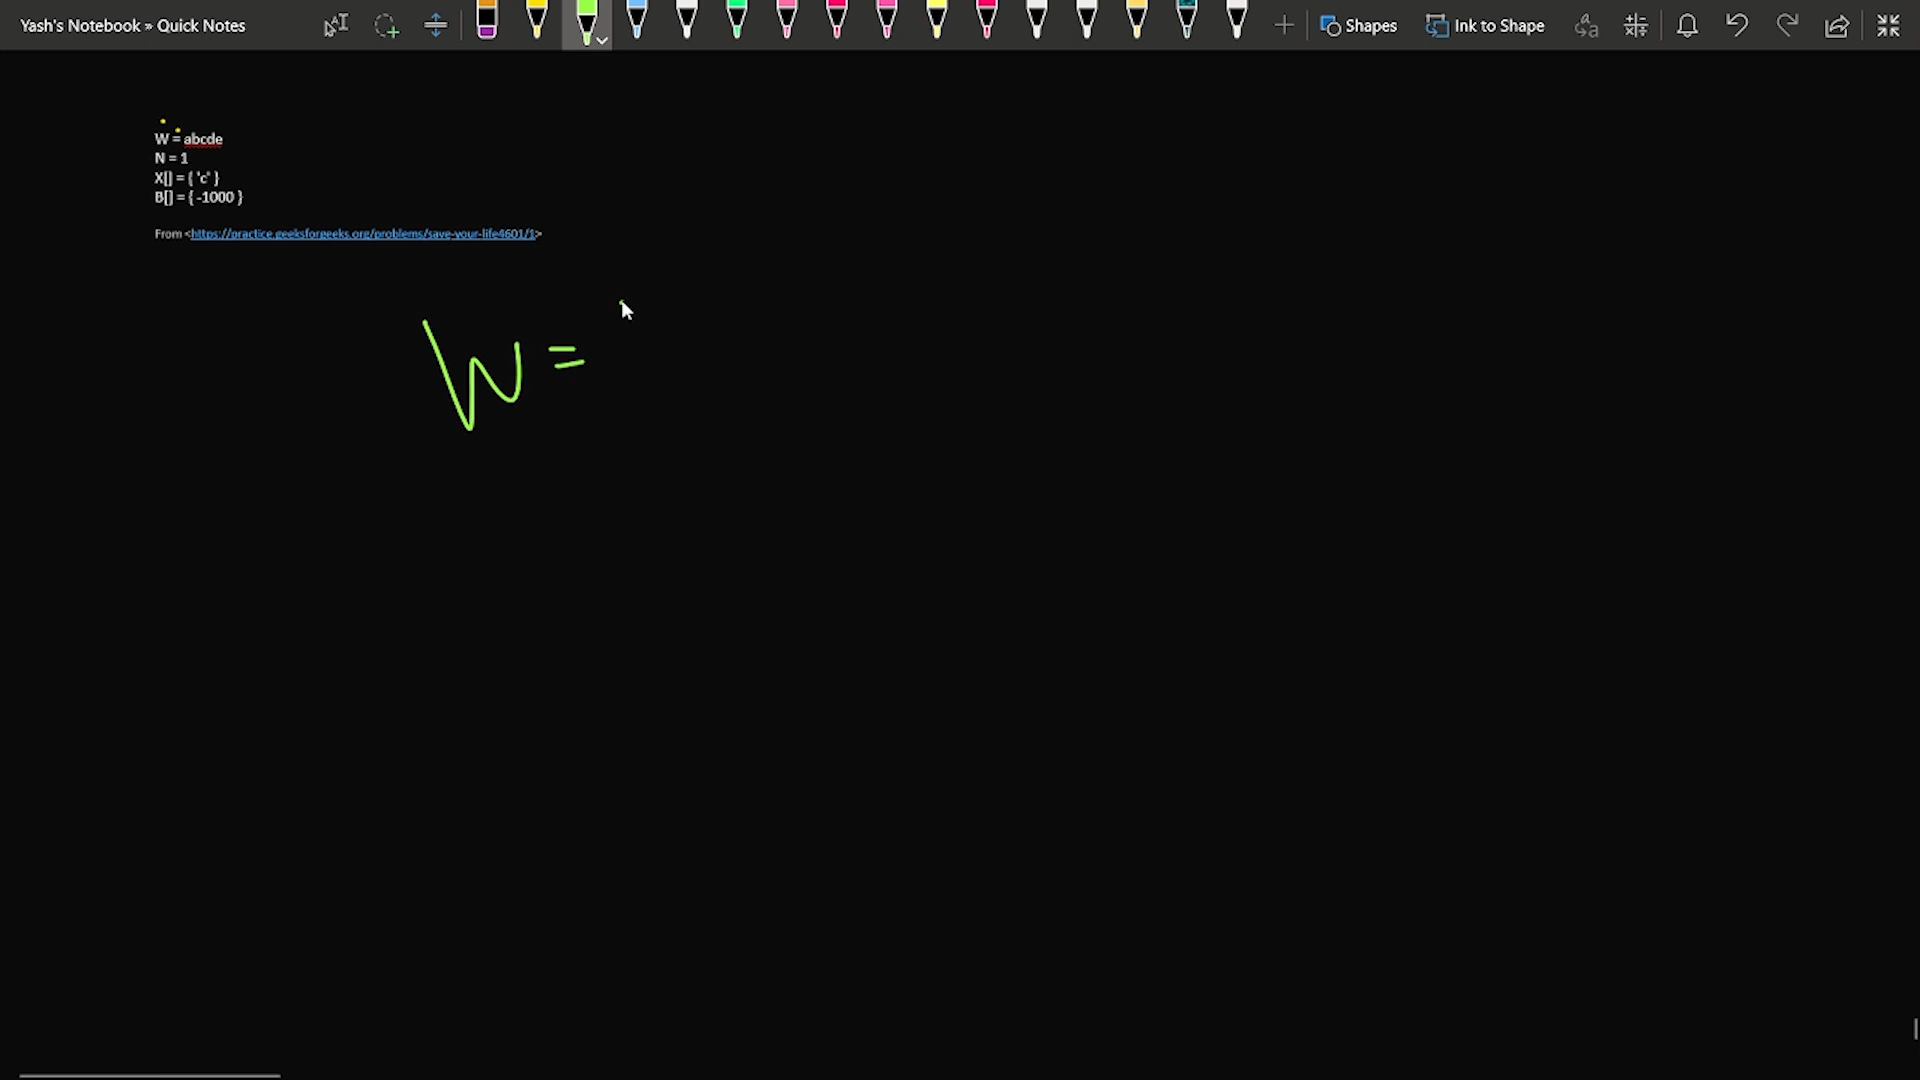 Yash's Notebook » Quick Notes
Shapes
Ink to Shape
W = abcde
N = 1
X[] = { 'c' }
B[] = { -1000 }
From <https://practice.geeksforgeeks.org/problems/save-your-life4601/1>
W =